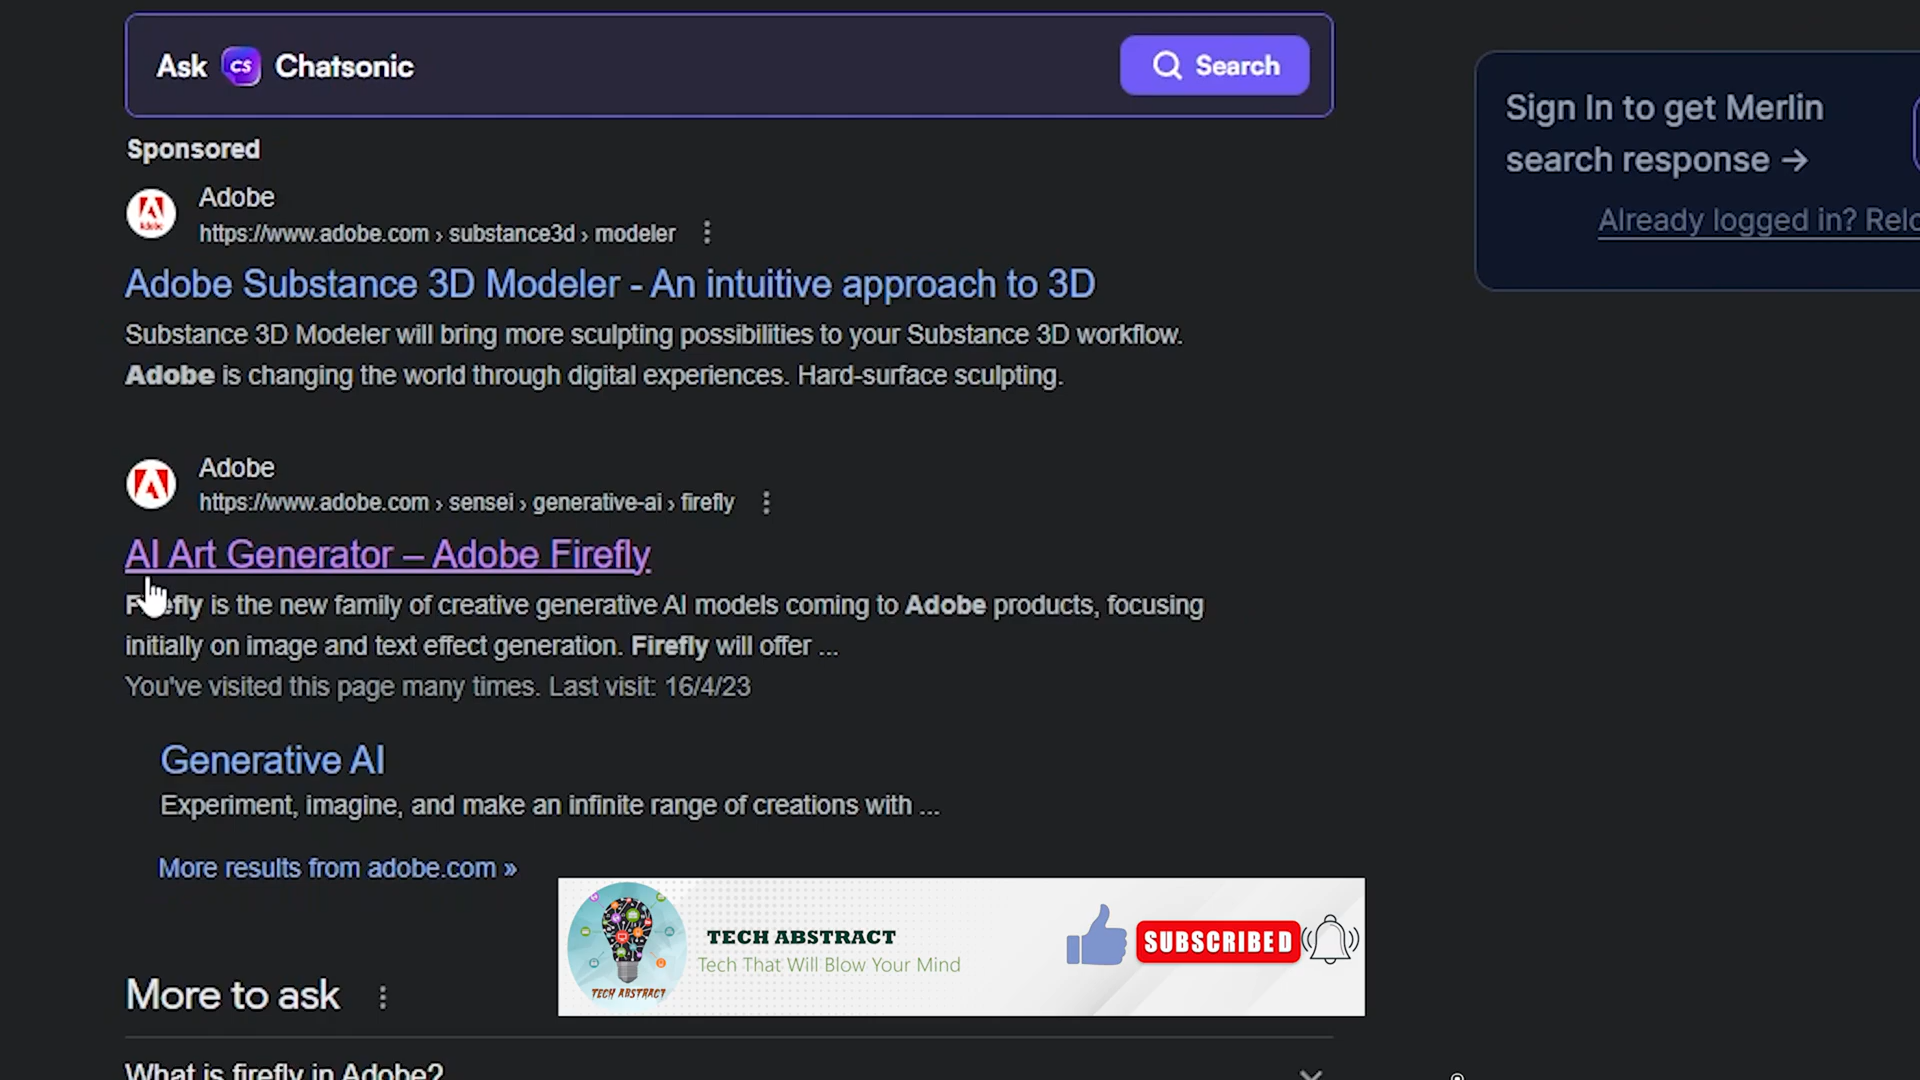 Ask CS Chatsonic
Search
Sign In to get Merlin
search response →
Already logged in? Relo
Sponsored
Adobe
Adobe
https://www.adobe.com › substance3d › modeler
Adobe Substance 3D Modeler - An intuitive approach to 3D
Substance 3D Modeler will bring more sculpting possibilities to your Substance 3D workflow.
Adobe is changing the world through digital experiences. Hard-surface sculpting.
Adobe
https://www.adobe.com › sensei › generative-ai › firefly
AI Art Generator – Adobe Firefly
Firefly is the new family of creative generative AI models coming to Adobe products, focusing
initially on image and text effect generation. Firefly will offer ...
You've visited this page many times. Last visit: 16/4/23
Generative AI
Experiment, imagine, and make an infinite range of creations with ...
More results from adobe.com »
TECH ABSTRACT
Tech That Will Blow Your Mind
TECH ABSTRACT
SUBSCRIBED
More to ask
What is firefly in Adobe?